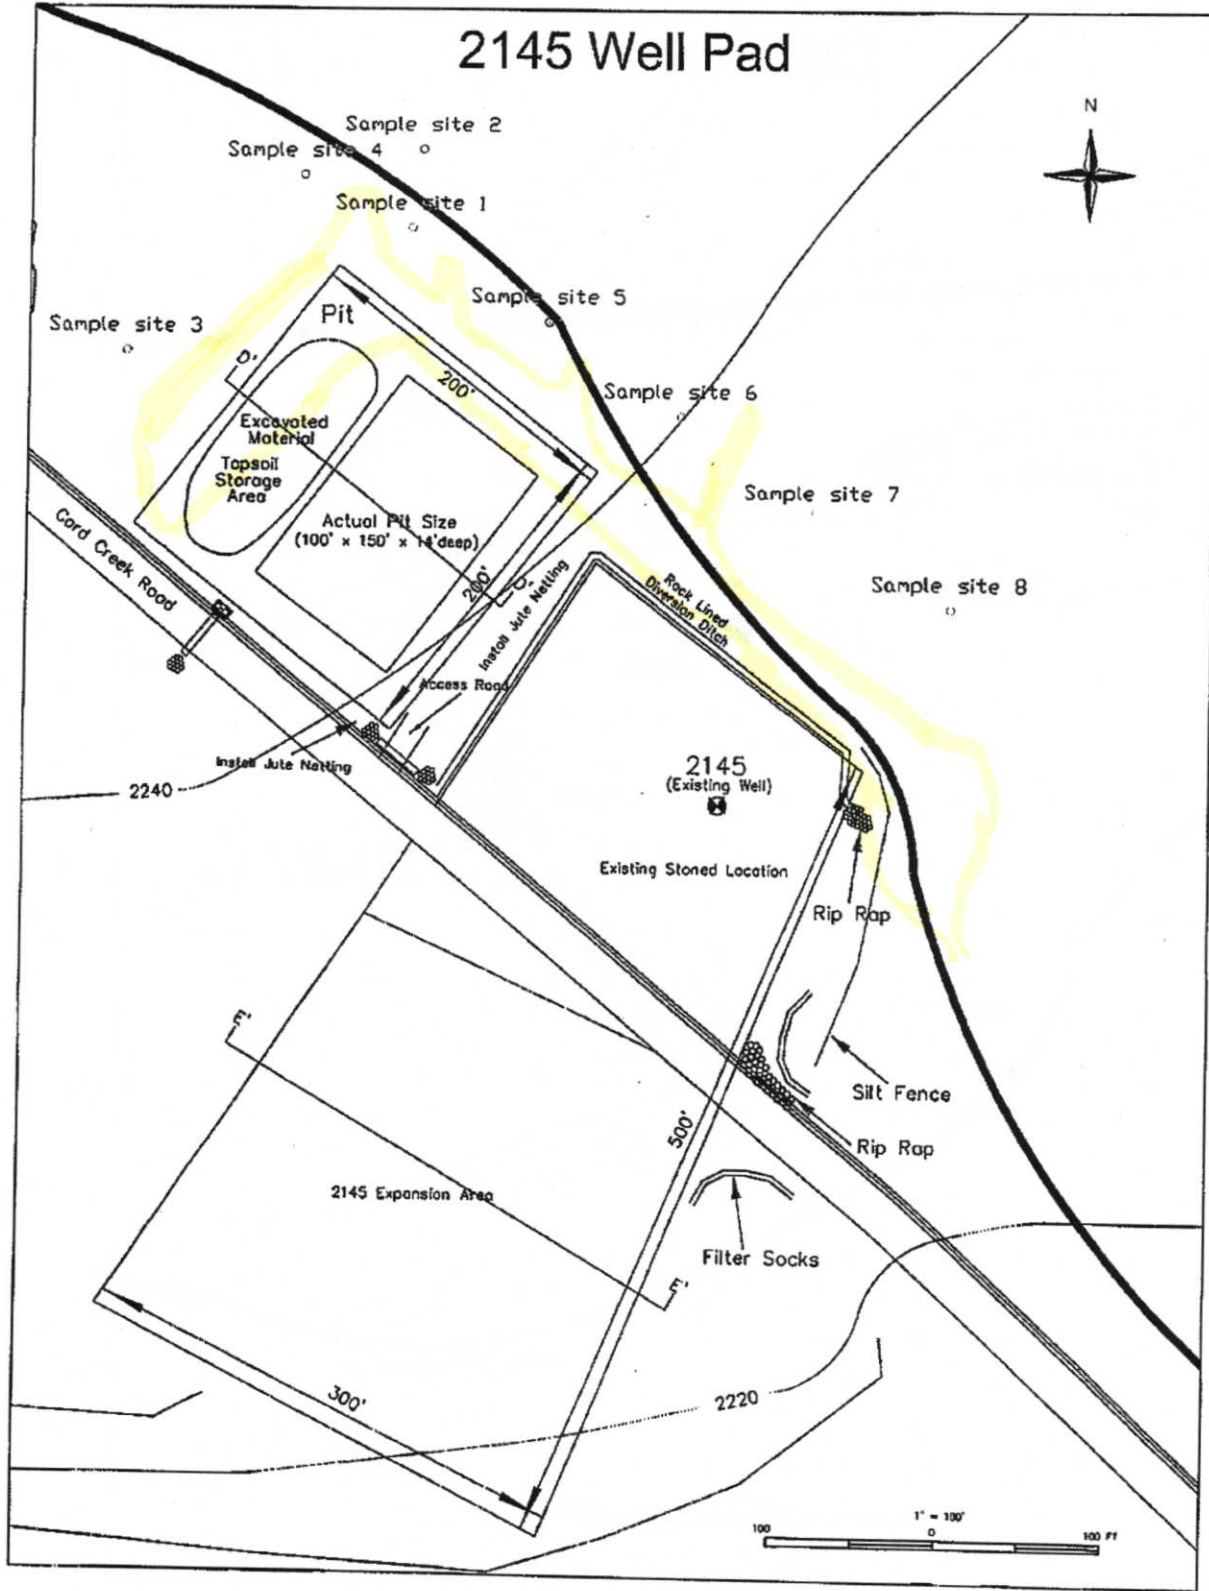 2145 Well Pad
N
Sample site 2
Sample site 4
Sample site 1
Sample site 5
Sample site 3
Pit
D'
200'
Sample site 6
Excavated
Material
Topsoil
Storage
Area
Sample site 7
Actual Pit Size
(100' x 150' x 14'deep)
Cord Creek Road
200'
D'
Install Jute Netting
Rock Lined
Diversion Ditch
Sample site 8
Access Road
Install Jute Netting
2240
2145
(Existing Well)
Existing Stoned Location
Rip Rap
E'
Silt Fence
500'
Rip Rap
2145 Expansion Area
Filter Socks
E'
300'
2220
1" = 100'
100
0
100 FT